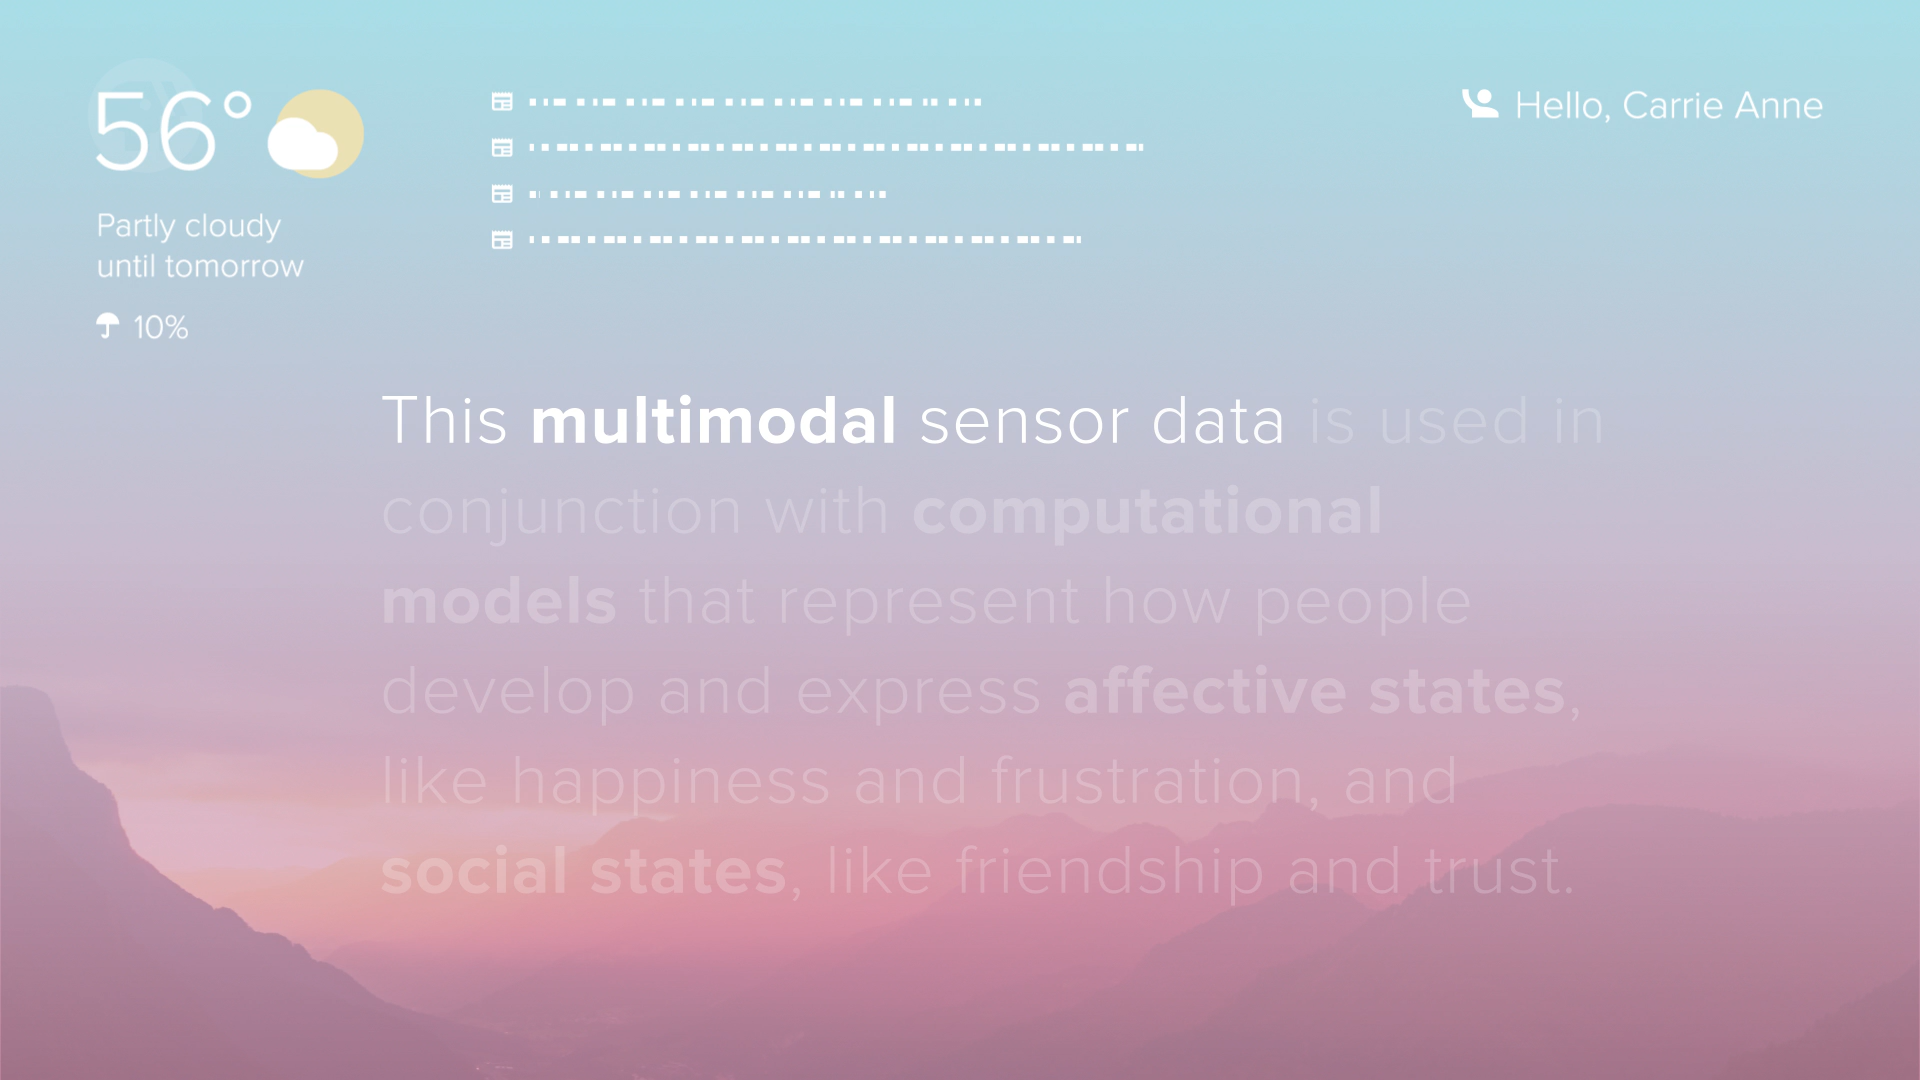 56°
Partly cloudy
until tomorrow
10%
Hello, Carrie Anne
This multimodal sensor data is used in
conjunction with computational
models that represent how people
develop and express affective states,
like happiness and frustration, and
social states, like friendship and trust.